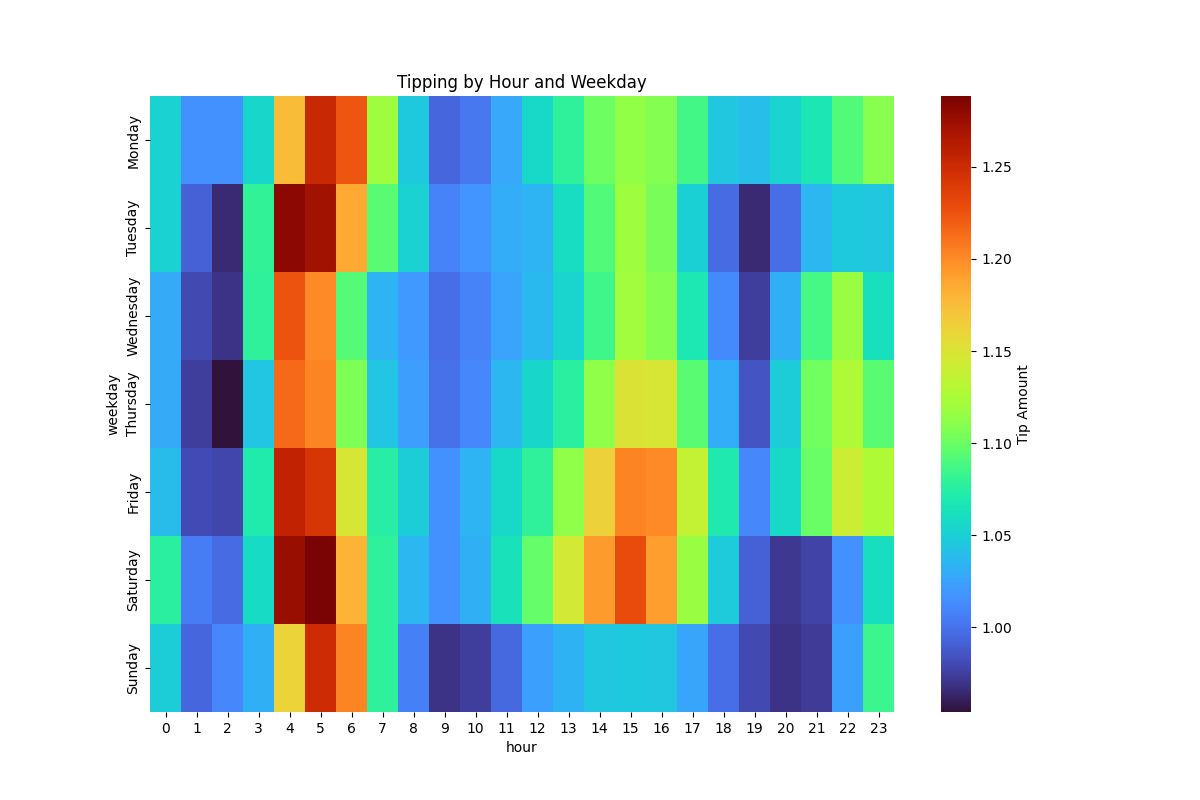 Tipping by Hour and Weekday
weekday
Monday
Tuesday
Wednesday
Thursday
Friday
Saturday
Sunday
0 1 2 3 4 5 6 7 8 9 10 11 12 13 14 15 16 17 18 19 20 21 22 23
hour
1.25
1.20
1.15
1.10
1.05
1.00
Tip Amount